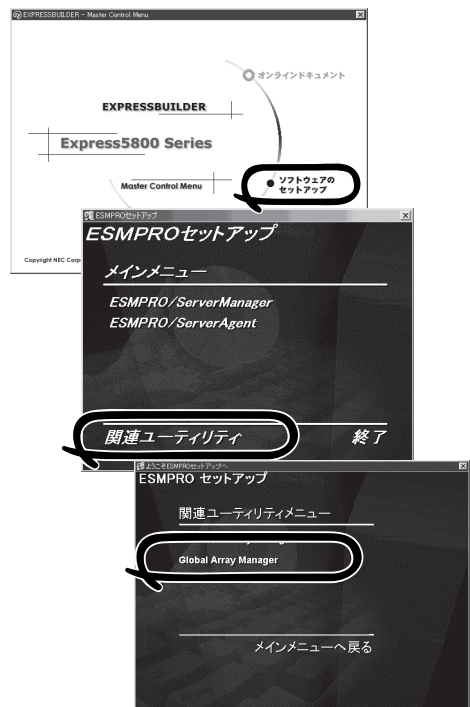 EXPRESSBUILDER - Master Control Menu
オンラインドキュメント
EXPRESSBUILDER
Express5800 Series
Master Control Menu
ソフトウェアの
セットアップ
Copyright NEC Corp
ESMPROセットアップ
ESMPROセットアップ
メインメニュー
ESMPRO/ServerManager
ESMPRO/ServerAgent
関連ユーティリティ
終了
ようこそESMPROセットアップへ
ESMPRO セットアップ
関連ユーティリティメニュー
Global Array Manager
メインメニューへ戻る